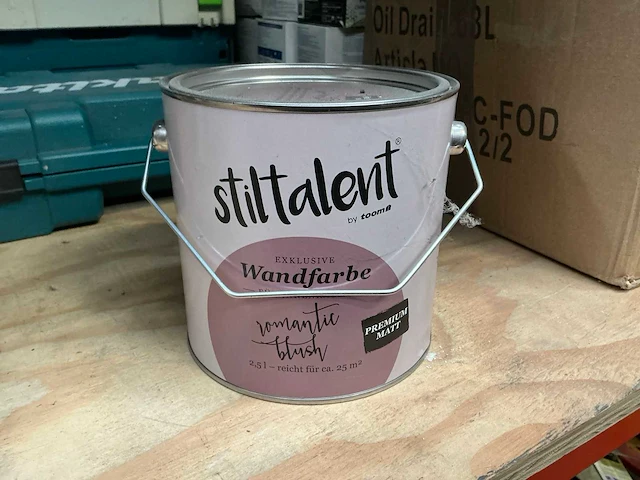 Oil Drai
makita
C-FOD
2/2
stiltalent®
by toom
EXKLUSIVE
Wandfarbe
romantic
blush
PREMIUM
MATT
2,5 l – reicht für ca. 25 m²